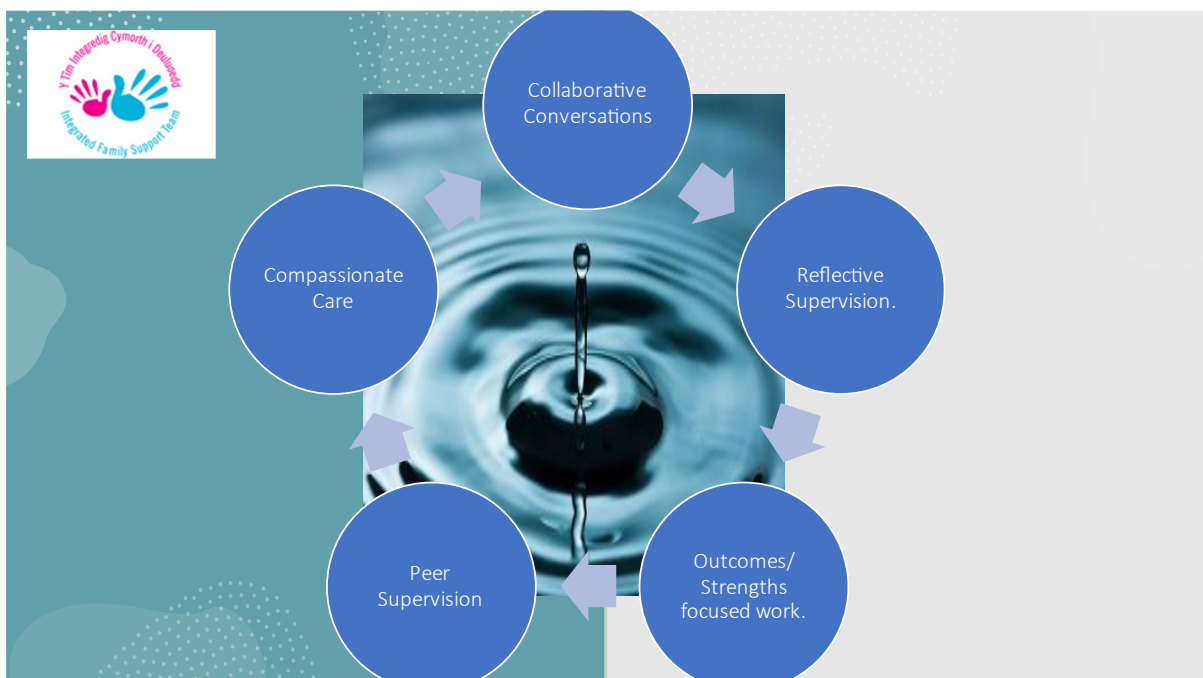 Y Tîm Integredig Cymorth i Deuluoedd
Integrated Family Support Team
Collaborative
Conversations
Compassionate
Care
Reflective
Supervision.
Peer
Supervision
Outcomes/
Strengths
focused work.